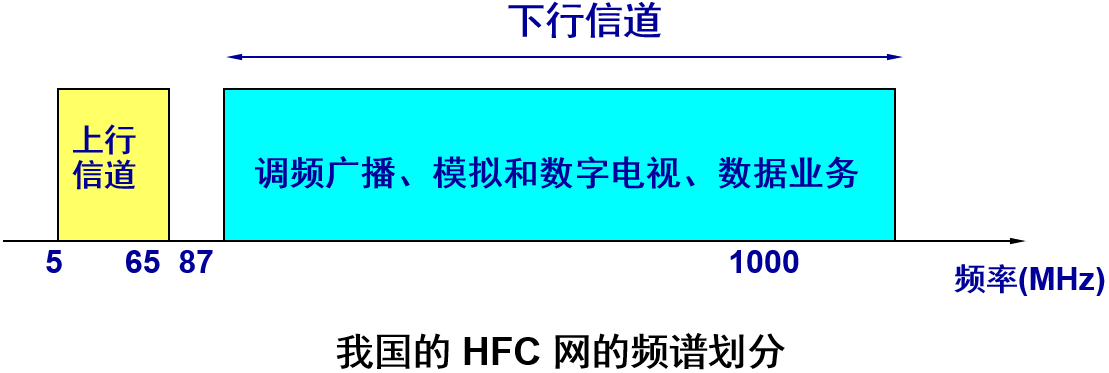 下行信道
上行
信道
调频广播、模拟和数字电视、数据业务
5 65 87 1000
频率(MHz)
我国的 HFC 网的频谱划分